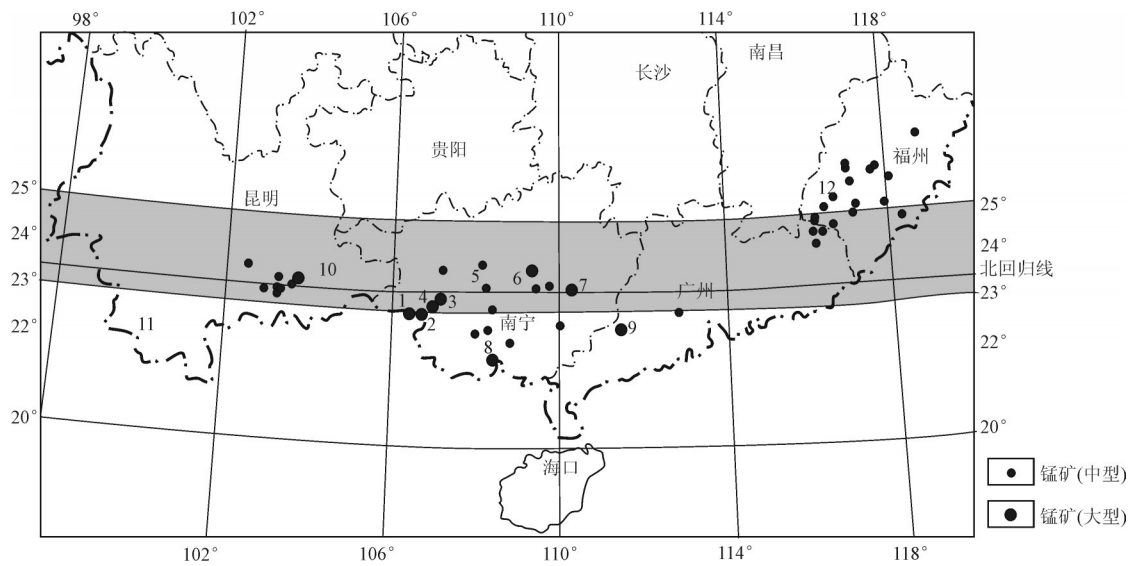 98° 102° 106° 110° 114° 118°
南昌
长沙
贵阳
福州
25° 昆明 12 25°
24° 24°
北回归线
23° 10 5 6 7 广州 23°
1 4 3
22° 11 2 南宁 9 22°
8
20° 20°
海口
锰矿(中型)
锰矿(大型)
102° 106° 110° 114° 118°